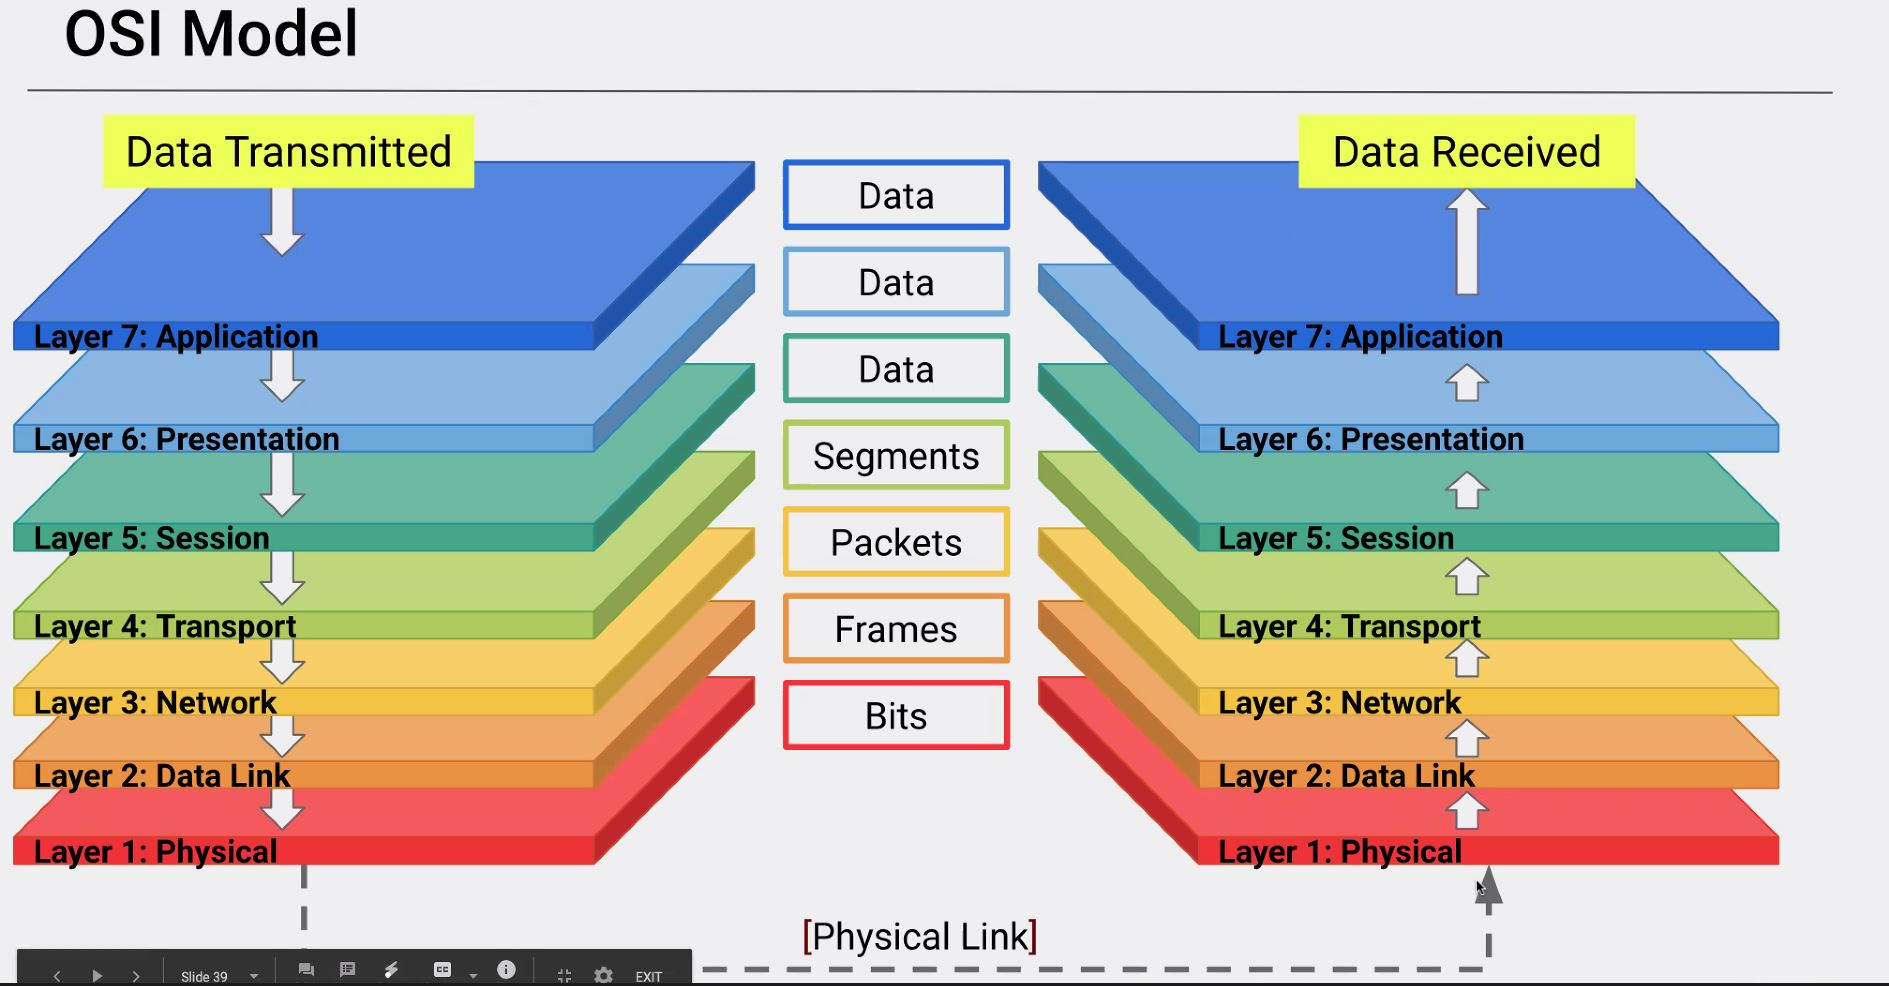 OSI Model
Data Transmitted
Data Received
Data
Data
Data
Segments
Packets
Frames
Bits
Layer 7: Application
Layer 6: Presentation
Layer 5: Session
Layer 4: Transport
Layer 3: Network
Layer 2: Data Link
Layer 1: Physical
Layer 7: Application
Layer 6: Presentation
Layer 5: Session
Layer 4: Transport
Layer 3: Network
Layer 2: Data Link
Layer 1: Physical
[Physical Link]
Slide 39
CC
EXIT